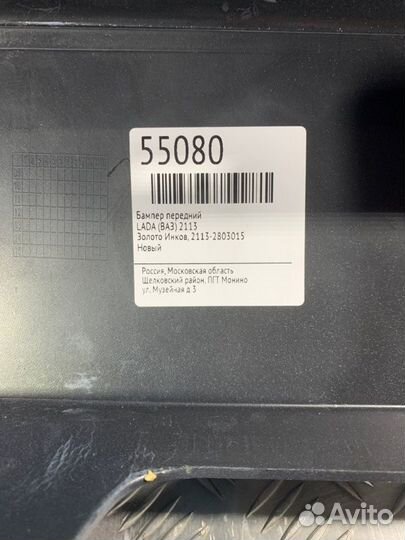 55080
Бампер передний
LADA (ВАЗ) 2113
Золото Инков, 2113-2803015
Новый
Россия, Московская область
Щелковский район, ПГТ Монино
ул. Музейная д 3
Avito